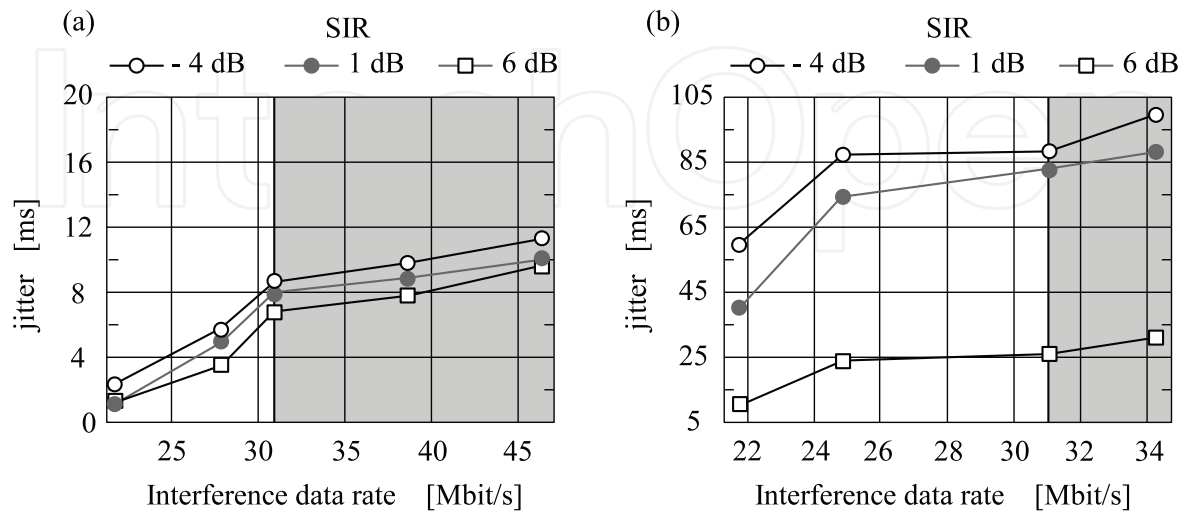 (a)
SIR
- 4 dB 1 dB 6 dB
20
16
12
8
4
0
jitter [ms]
25 30 35 40 45
Interference data rate [Mbit/s]
(b)
SIR
- 4 dB 1 dB 6 dB
105
85
65
45
25
5
jitter [ms]
22 24 26 28 30 32 34
Interference data rate [Mbit/s]
IntechOpen